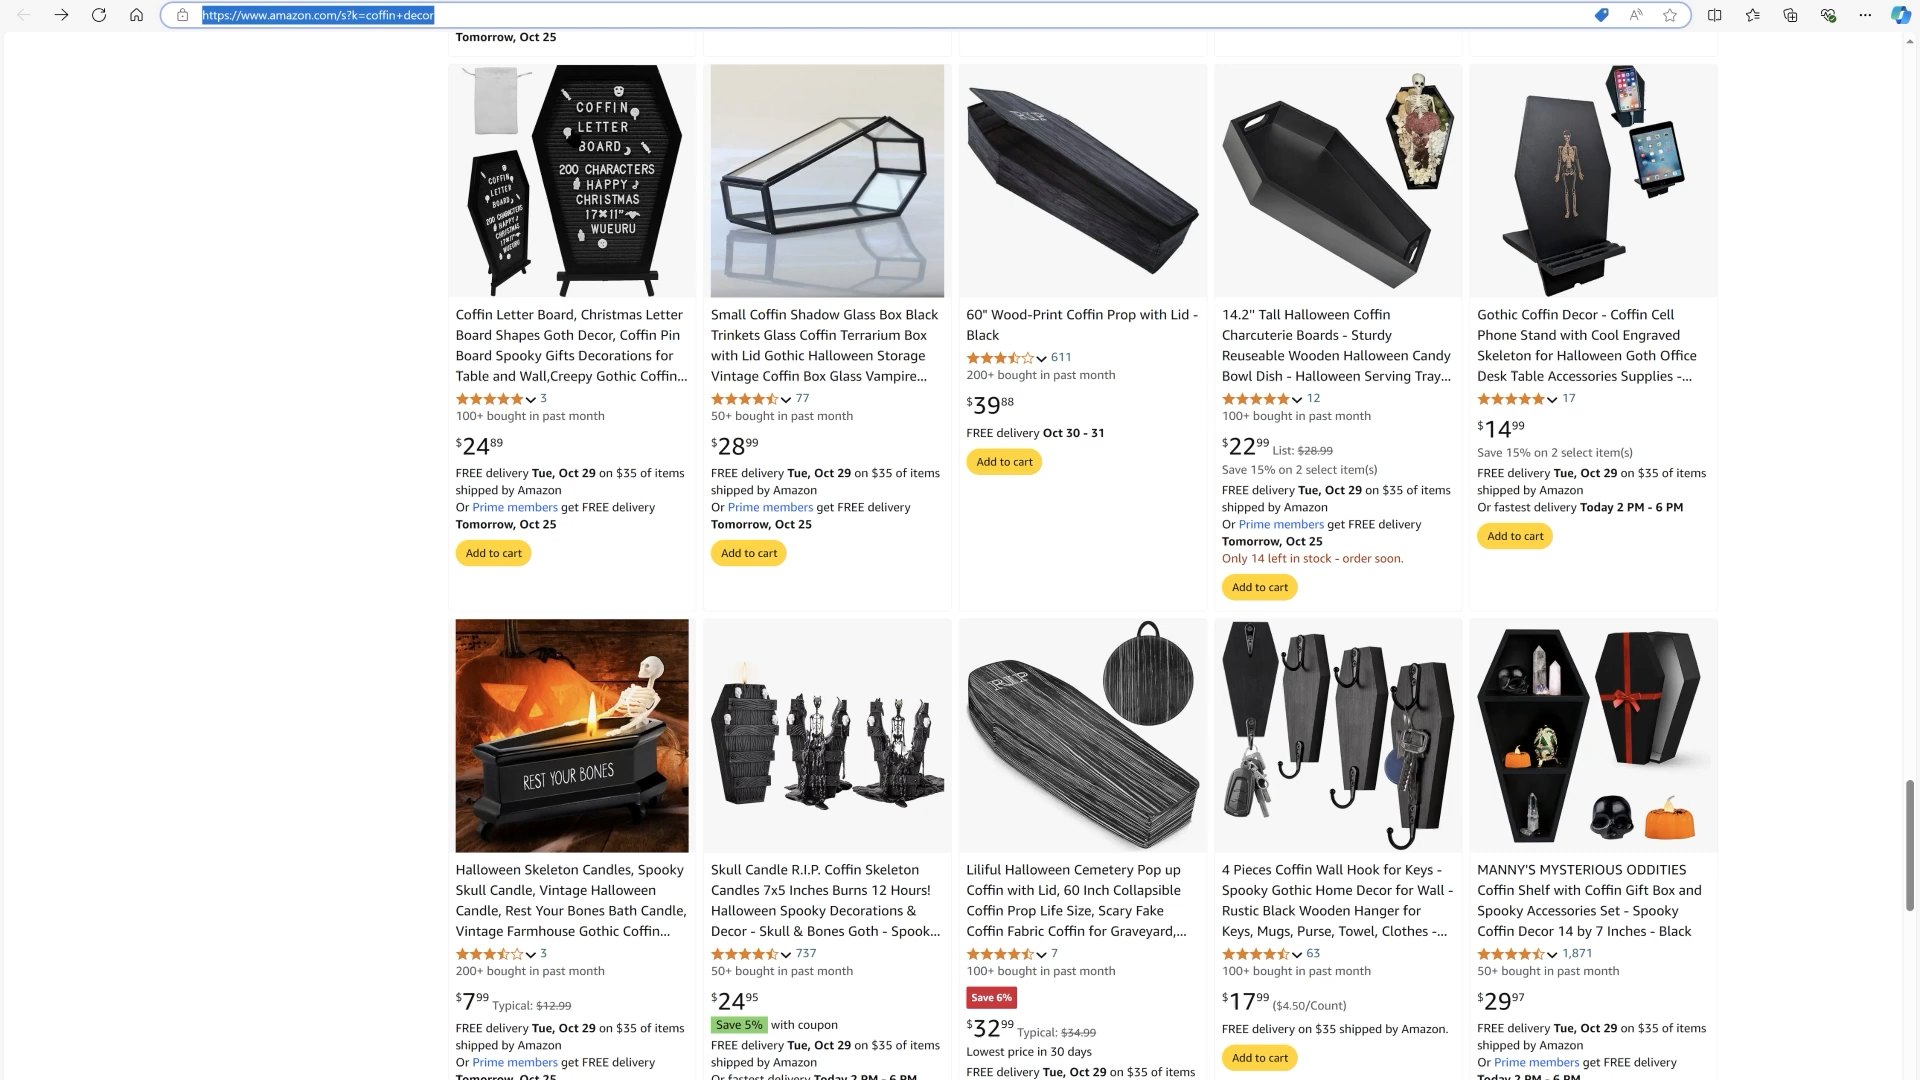 https://www.amazon.com/s?k=coffin+decor
Tomorrow, Oct 25
COFFIN
LETTER
BOARD
200 CHARACTERS
HAPPY
CHRISTMAS
17×11"
WUEURU
COFFIN
LETTER
BOARD
200 CHARACTERS
HAPPY
CHRISTMAS
17×11"
WUEURU
RIP
Coffin Letter Board, Christmas Letter
Board Shapes Goth Decor, Coffin Pin
Board Spooky Gifts Decorations for
Table and Wall,Creepy Gothic Coffin...
3
100+ bought in past month
$24.89
FREE delivery Tue, Oct 29 on $35 of items
shipped by Amazon
Or Prime members get FREE delivery
Tomorrow, Oct 25
Add to cart
Small Coffin Shadow Glass Box Black
Trinkets Glass Coffin Terrarium Box
with Lid Gothic Halloween Storage
Vintage Coffin Box Glass Vampire...
77
50+ bought in past month
$28.99
FREE delivery Tue, Oct 29 on $35 of items
shipped by Amazon
Or Prime members get FREE delivery
Tomorrow, Oct 25
Add to cart
60" Wood-Print Coffin Prop with Lid -
Black
611
200+ bought in past month
$39.88
FREE delivery Oct 30 - 31
Add to cart
14.2" Tall Halloween Coffin
Charcuterie Boards - Sturdy
Reuseable Wooden Halloween Candy
Bowl Dish - Halloween Serving Tray...
12
100+ bought in past month
$22.99 List: $28.99
Save 15% on 2 select item(s)
FREE delivery Tue, Oct 29 on $35 of items
shipped by Amazon
Or Prime members get FREE delivery
Tomorrow, Oct 25
Only 14 left in stock - order soon.
Add to cart
Gothic Coffin Decor - Coffin Cell
Phone Stand with Cool Engraved
Skeleton for Halloween Goth Office
Desk Table Accessories Supplies -...
17
$14.99
Save 15% on 2 select item(s)
FREE delivery Tue, Oct 29 on $35 of items
shipped by Amazon
Or fastest delivery Today 2 PM - 6 PM
Add to cart
REST YOUR BONES
RIP
Halloween Skeleton Candles, Spooky
Skull Candle, Vintage Halloween
Candle, Rest Your Bones Bath Candle,
Vintage Farmhouse Gothic Coffin...
3
200+ bought in past month
$7.99 Typical: $12.99
FREE delivery Tue, Oct 29 on $35 of items
shipped by Amazon
Or Prime members get FREE delivery
Tomorrow, Oct 25
Skull Candle R.I.P. Coffin Skeleton
Candles 7x5 Inches Burns 12 Hours!
Halloween Spooky Decorations &
Decor - Skull & Bones Goth - Spook...
737
50+ bought in past month
$24.95
Save 5% with coupon
FREE delivery Tue, Oct 29 on $35 of items
shipped by Amazon
Or fastest delivery Today 2 PM - 6 PM
Liliful Halloween Cemetery Pop up
Coffin with Lid, 60 Inch Collapsible
Coffin Prop Life Size, Scary Fake
Coffin Fabric Coffin for Graveyard,...
7
100+ bought in past month
Save 6%
$32.99 Typical: $34.99
Lowest price in 30 days
FREE delivery Tue, Oct 29 on $35 of items
4 Pieces Coffin Wall Hook for Keys -
Spooky Gothic Home Decor for Wall -
Rustic Black Wooden Hanger for
Keys, Mugs, Purse, Towel, Clothes -...
63
100+ bought in past month
$17.99 ($4.50/Count)
FREE delivery on $35 shipped by Amazon.
Add to cart
MANNY'S MYSTERIOUS ODDITIES
Coffin Shelf with Coffin Gift Box and
Spooky Accessories Set - Spooky
Coffin Decor 14 by 7 Inches - Black
1,871
50+ bought in past month
$29.97
FREE delivery Tue, Oct 29 on $35 of items
shipped by Amazon
Or Prime members get FREE delivery
Today 2 PM - 6 PM